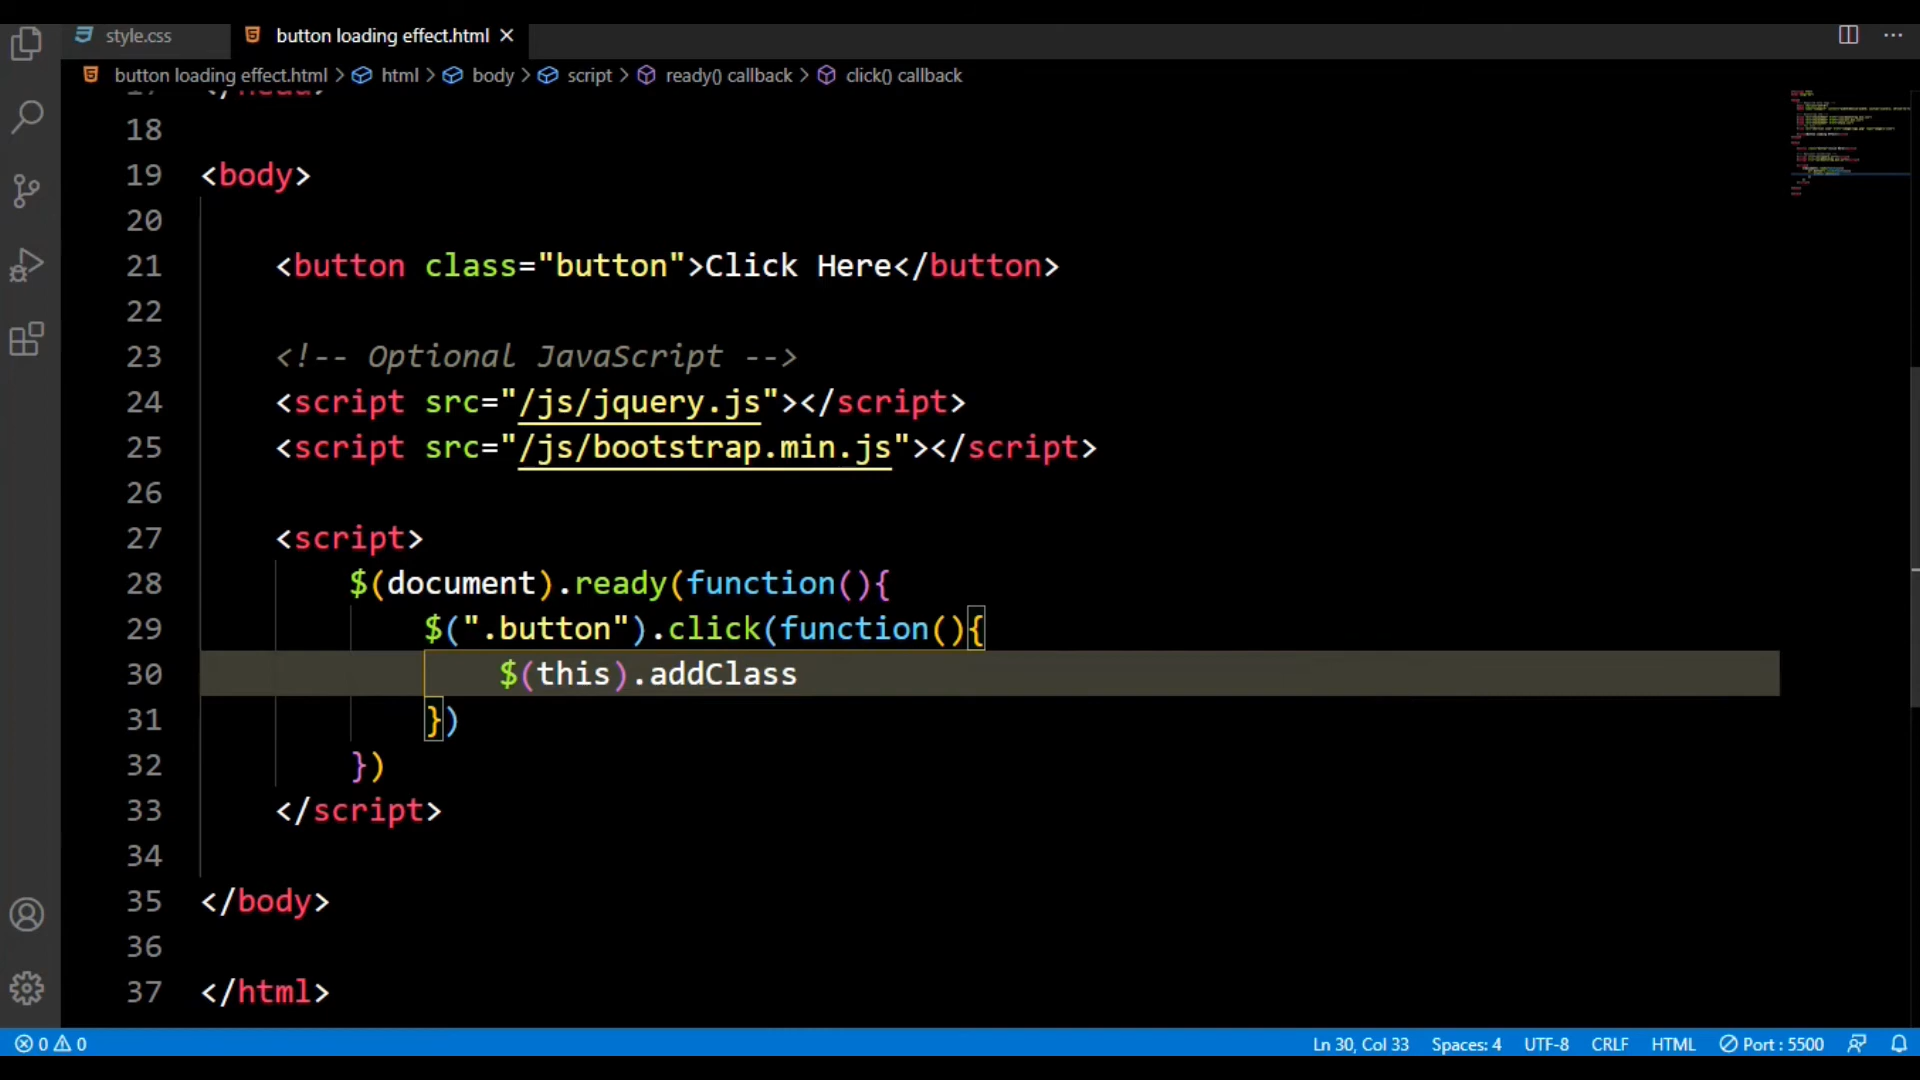 style.css
button loading effect.html
button loading effect.html > html > body > script > ready() callback > click() callback
18
19 <body>
20
21 <button class="button">Click Here</button>
22
23 <!-- Optional JavaScript -->
24 <script src="/js/jquery.js"></script>
25 <script src="/js/bootstrap.min.js"></script>
26
27 <script>
28 $(document).ready(function(){
29 $(".button").click(function(){
30 $(this).addClass
31 })
32 })
33 </script>
34
35 </body>
36
37 </html>
0 0 Ln 30, Col 33 Spaces: 4 UTF-8 CRLF HTML Port : 5500